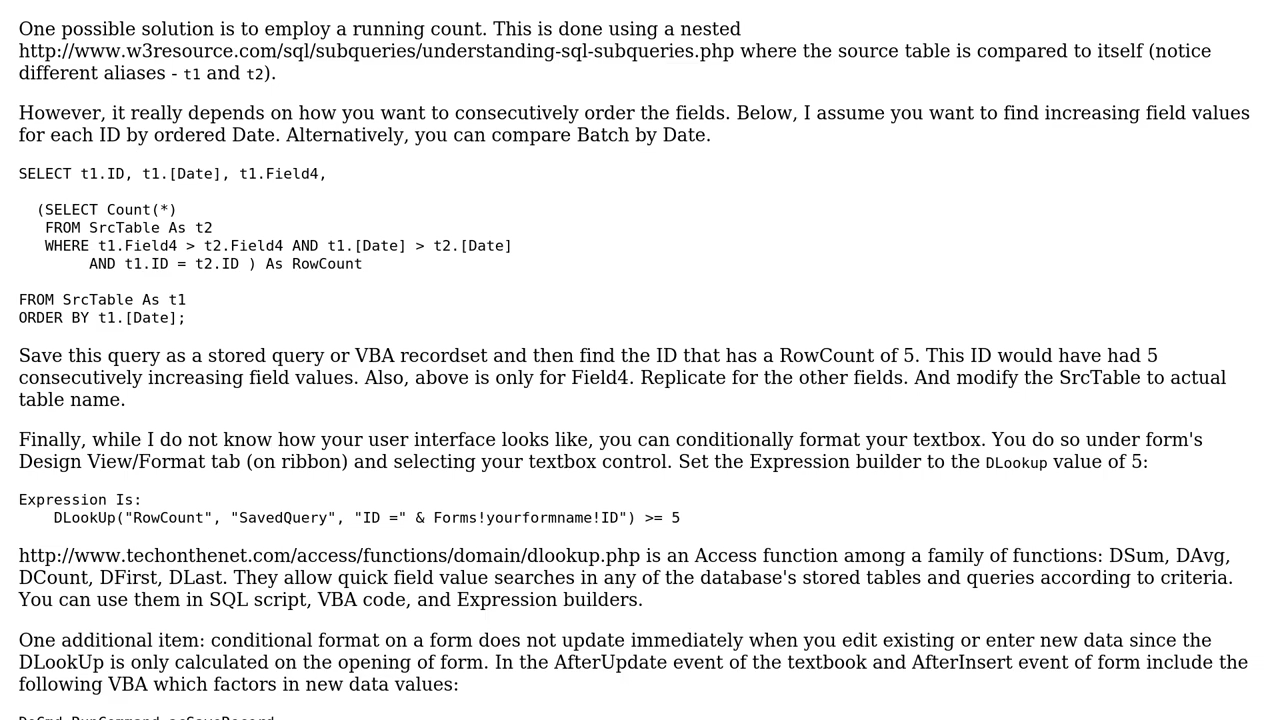 One possible solution is to employ a running count. This is done using a nested
http://www.w3resource.com/sql/subqueries/understanding-sql-subqueries.php where the source table is compared to itself (notice
different aliases - t1 and t2).
However, it really depends on how you want to consecutively order the fields. Below, I assume you want to find increasing field values
for each ID by ordered Date. Alternatively, you can compare Batch by Date.
SELECT t1.ID, t1.[Date], t1.Field4,
(SELECT Count(*)
FROM SrcTable As t2
WHERE t1.Field4 > t2.Field4 AND t1.[Date] > t2.[Date]
AND t1.ID = t2.ID ) As RowCount
FROM SrcTable As t1
ORDER BY t1.[Date];
Save this query as a stored query or VBA recordset and then find the ID that has a RowCount of 5. This ID would have had 5
consecutively increasing field values. Also, above is only for Field4. Replicate for the other fields. And modify the SrcTable to actual
table name.
Finally, while I do not know how your user interface looks like, you can conditionally format your textbox. You do so under form's
Design View/Format tab (on ribbon) and selecting your textbox control. Set the Expression builder to the DLookup value of 5:
Expression Is:
DLookUp("RowCount", "SavedQuery", "ID =" & Forms!yourformname!ID") >= 5
http://www.techonthenet.com/access/functions/domain/dlookup.php is an Access function among a family of functions: DSum, DAvg,
DCount, DFirst, DLast. They allow quick field value searches in any of the database's stored tables and queries according to criteria.
You can use them in SQL script, VBA code, and Expression builders.
One additional item: conditional format on a form does not update immediately when you edit existing or enter new data since the
DLookUp is only calculated on the opening of form. In the AfterUpdate event of the textbook and AfterInsert event of form include the
following VBA which factors in new data values: